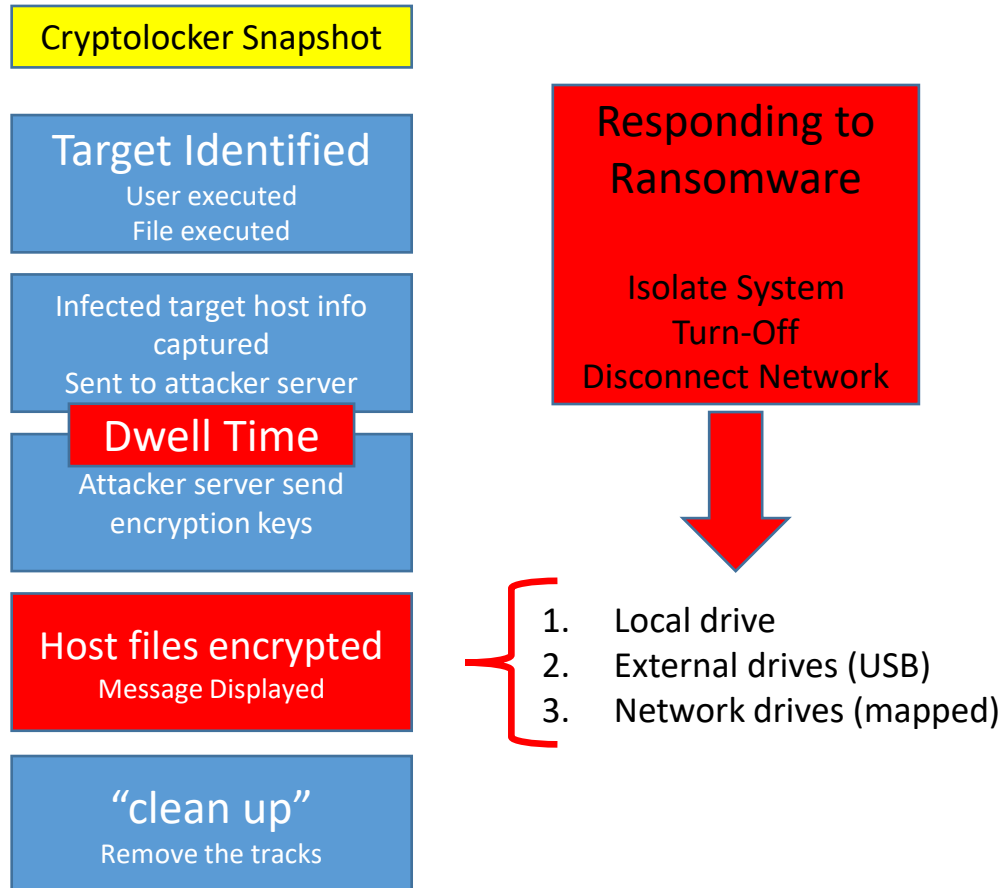 Cryptolocker Snapshot
Target Identified
User executed
File executed
Infected target host info
captured
Sent to attacker server
Dwell Time
Attacker server send
encryption keys
Host files encrypted
Message Displayed
“clean up”
Remove the tracks
Responding to
Ransomware
Isolate System
Turn-Off
Disconnect Network
1. Local drive
2. External drives (USB)
3. Network drives (mapped)